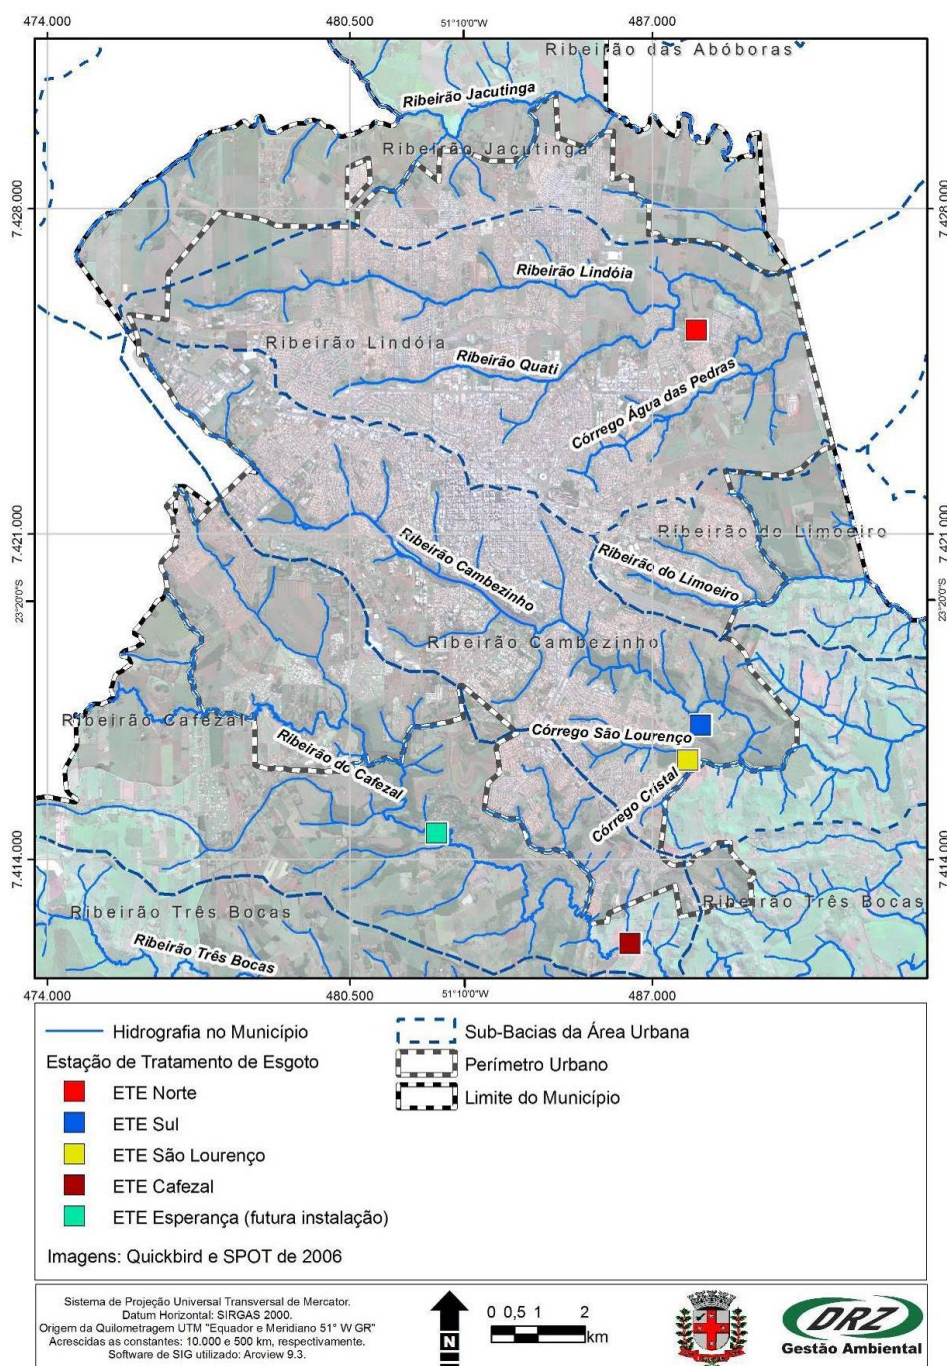 474.000
480.500
51°10'0"W
487.000
Ribeirão das Abóboras
Ribeirão Jacutinga
Ribeirão Jacutinga
7.428.000
7.428.000
Ribeirão Lindóia
Ribeirão Lindóia
Ribeirão Quati
Córrego Água das Pedras
7.421.000
7.421.000
Ribeirão do Limoeiro
Ribeirão Cambezinho
Ribeirão do Limoeiro
23°20'0"S
23°20'0"S
Ribeirão Cambezinho
Ribeirão Cafezal
Córrego São Lourenço
Ribeirão do Cafezal
Córrego Cristal
7.414.000
7.414.000
Ribeirão Três Bocas
Ribeirão Três Bocas
Ribeirão Três Bocas
474.000
480.500
51°10'0"W
487.000
Hidrografia no Município
Estação de Tratamento de Esgoto
ETE Norte
ETE Sul
ETE São Lourenço
ETE Cafezal
ETE Esperança (futura instalação)
Sub-Bacias da Área Urbana
Perímetro Urbano
Limite do Município
Imagens: Quickbird e SPOT de 2006
Sistema de Projeção Universal Transversal de Mercator.
Datum Horizontal: SIRGAS 2000.
Origem da Quilometragem UTM "Equador e Meridiano 51° W GR"
Acrescidas as constantes: 10.000 e 500 km, respectivamente.
Software de SIG utilizado: Arcview 9.3.
N
0 0,5 1 2
km
DRZ
Gestão Ambiental